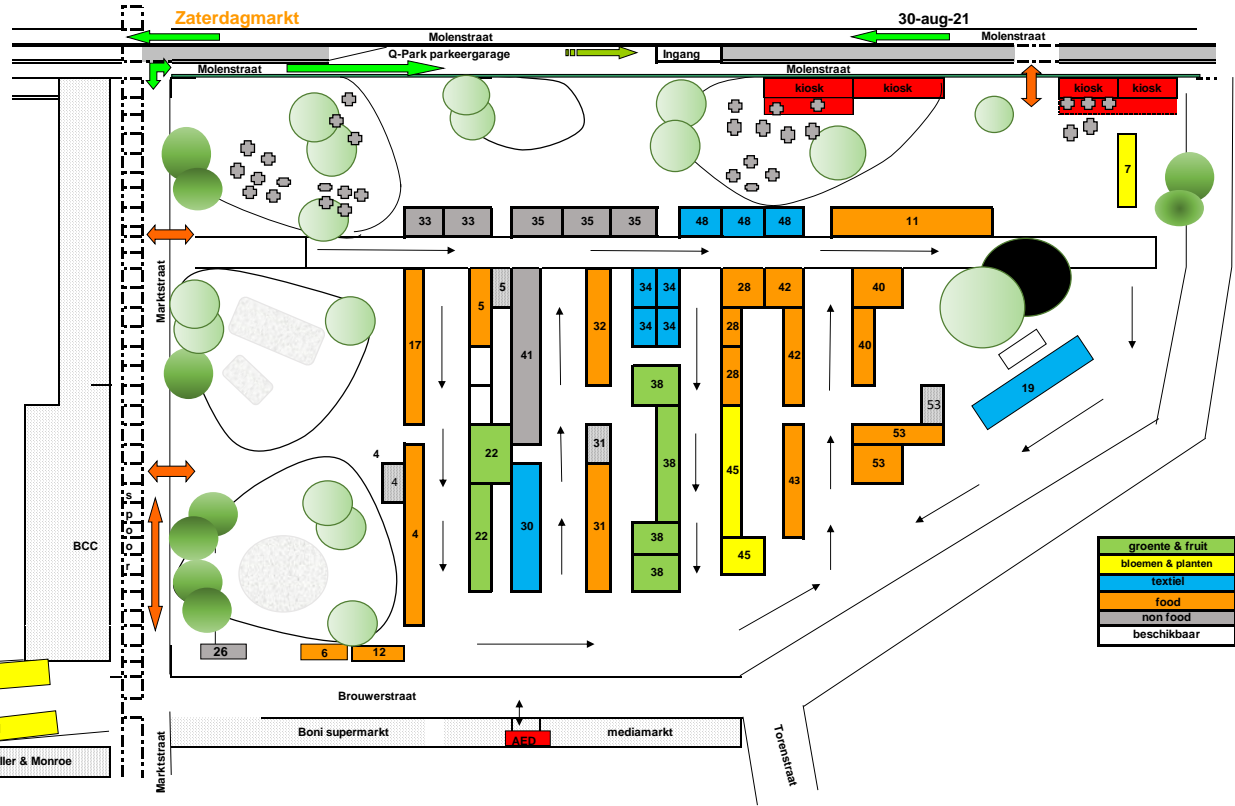 Zaterdagmarkt
30-aug-21
Molenstraat
Molenstraat
Q-Park parkeergarage
Ingang
Molenstraat
Molenstraat
kiosk
kiosk
kiosk
kiosk
7
33
33
35
35
35
48
48
48
11
Marktstraat
5
5
34
34
28
42
40
17
41
32
34
34
28
42
40
28
38
19
53
4
22
31
38
45
43
53
53
4
4
22
30
31
38
38
45
spoor
BCC
groente & fruit
bloemen & planten
textiel
food
non food
beschikbaar
26
6
12
Brouwerstraat
Boni supermarkt
AED
mediamarkt
Marktstraat
Torenstraat
ller & Monroe